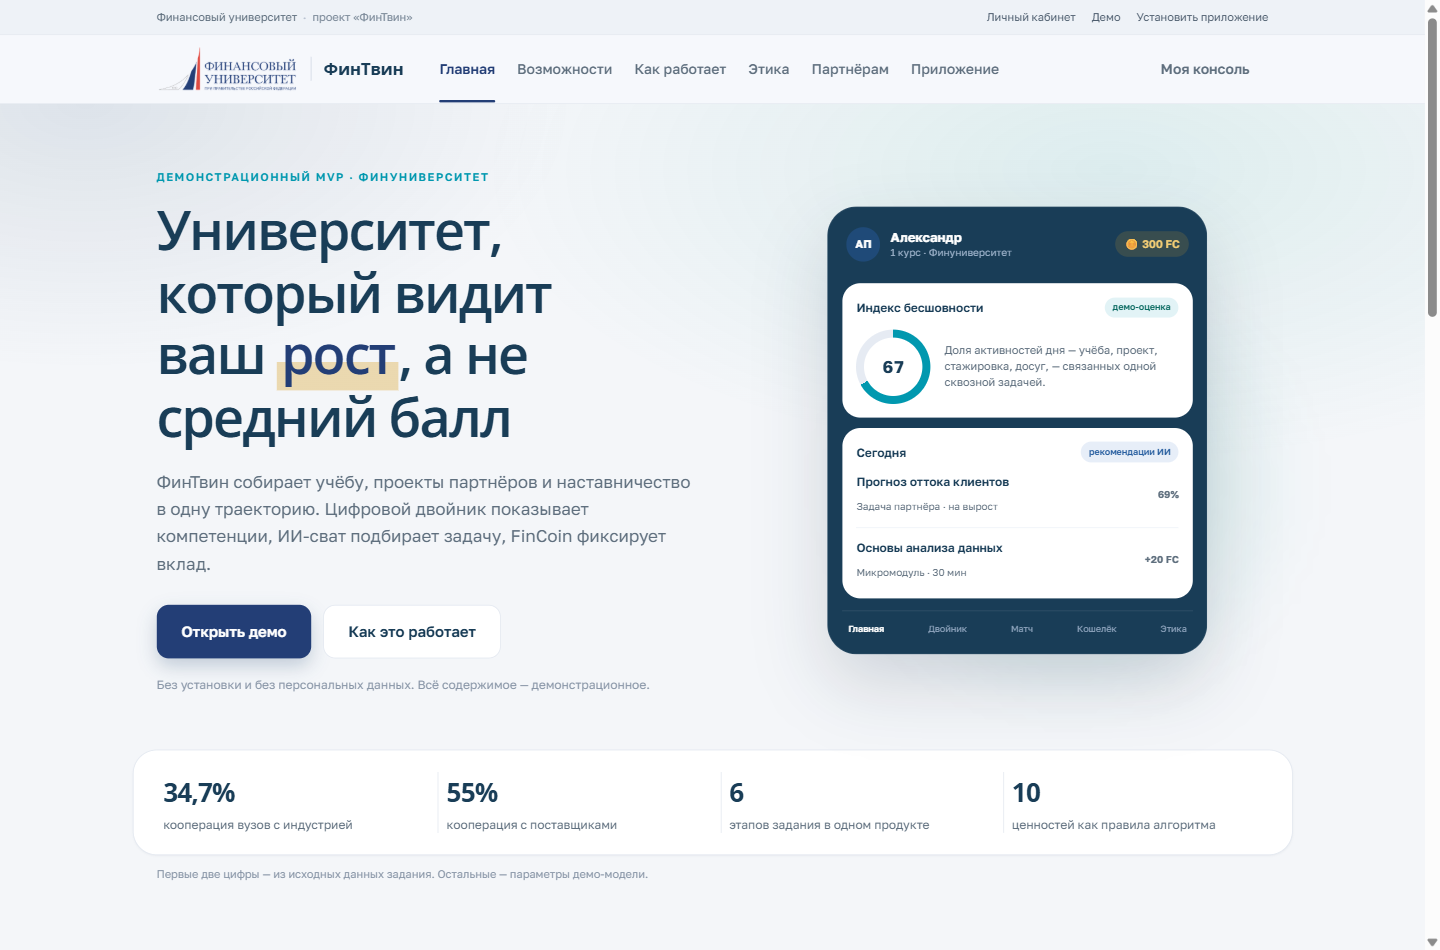 Финансовый университет · проект «ФинТвин»
Личный кабинет Демо Установить приложение
ФИНАНСОВЫЙ
УНИВЕРСИТЕТ
ПРИ ПРАВИТЕЛЬСТВЕ РОССИЙСКОЙ ФЕДЕРАЦИИ
ФинТвин
Главная Возможности Как работает Этика Партнёрам Приложение
Моя консоль
ДЕМОНСТРАЦИОННЫЙ MVP · ФИНУНИВЕРСИТЕТ
Университет,
который видит
ваш рост, а не
средний балл
ФинТвин собирает учёбу, проекты партнёров и наставничество
в одну траекторию. Цифровой двойник показывает
компетенции, ИИ-сват подбирает задачу, FinCoin фиксирует
вклад.
Открыть демо
Как это работает
Без установки и без персональных данных. Всё содержимое — демонстрационное.
АП
Александр
1 курс · Финуниверситет
300 FC
Индекс бесшовности
демо-оценка
67
Доля активностей дня — учёба, проект,
стажировка, досуг, — связанных одной
сквозной задачей.
Сегодня
рекомендации ИИ
Прогноз оттока клиентов
Задача партнёра · на вырост
69%
Основы анализа данных
Микромодуль · 30 мин
+20 FC
Главная Двойник Матч Кошелёк Этика
34,7%
кооперация вузов с индустрией
55%
кооперация с поставщиками
6
этапов задания в одном продукте
10
ценностей как правила алгоритма
Первые две цифры — из исходных данных задания. Остальные — параметры демо-модели.